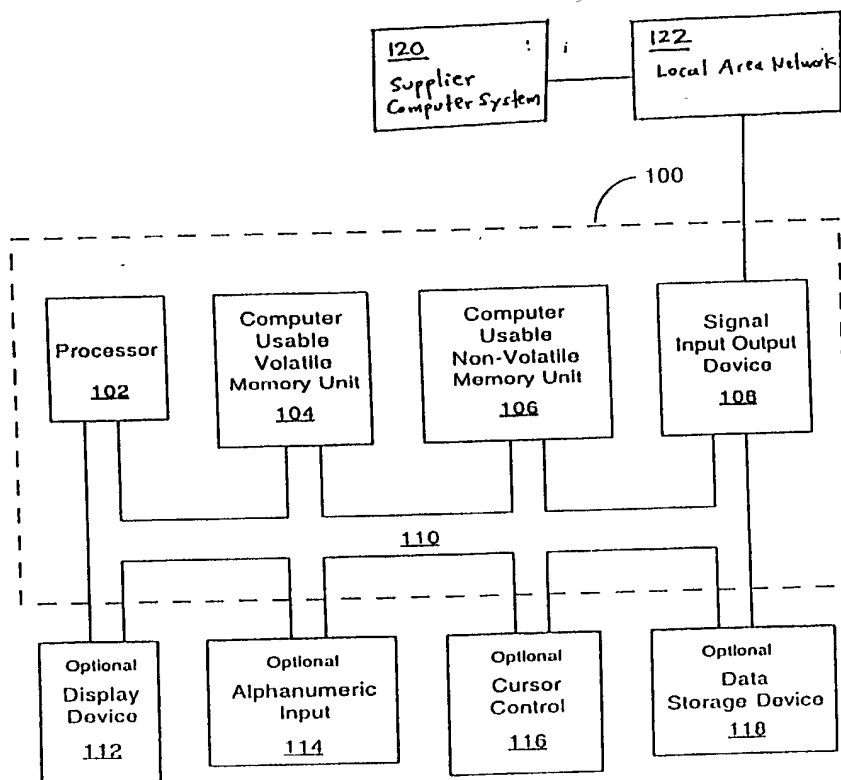 120
Supplier
Computer System
122
Local Area Network
100
Processor
102
Computer
Usable
Volatile
Memory Unit
104
Computer
Usable
Non-Volatile
Memory Unit
106
Signal
Input Output
Device
108
110
Optional
Display
Device
112
Optional
Alphanumeric
Input
114
Optional
Cursor
Control
116
Optional
Data
Storage Device
118